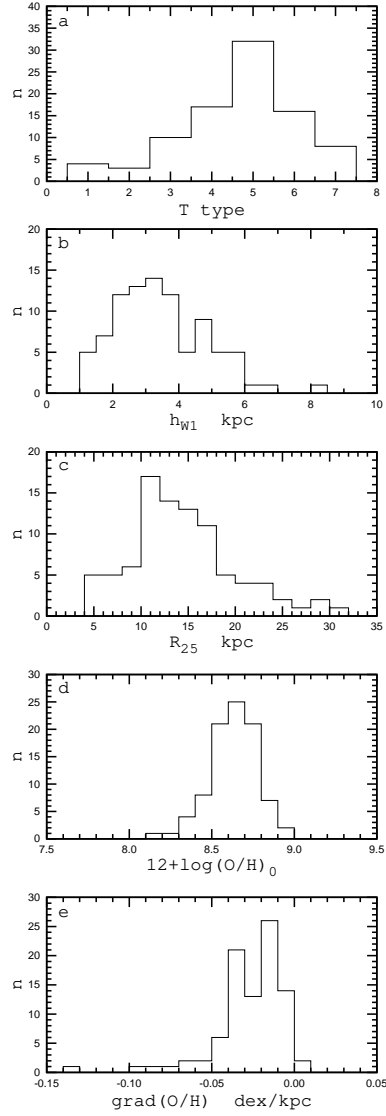 a
40
35
30
25
20
15
10
5
0
n
0 1 2 3 4 5 6 7 8
T type
b
20
15
10
5
0
n
0 2 4 6 8 10
h_W1 kpc
c
20
15
10
5
0
n
0 5 10 15 20 25 30 35
R_25 kpc
d
30
25
20
15
10
5
0
n
7.5 8.0 8.5 9.0 9.5
12+log(O/H)_0
e
30
25
20
15
10
5
0
n
-0.15 -0.10 -0.05 0.00 0.05
grad(O/H) dex/kpc